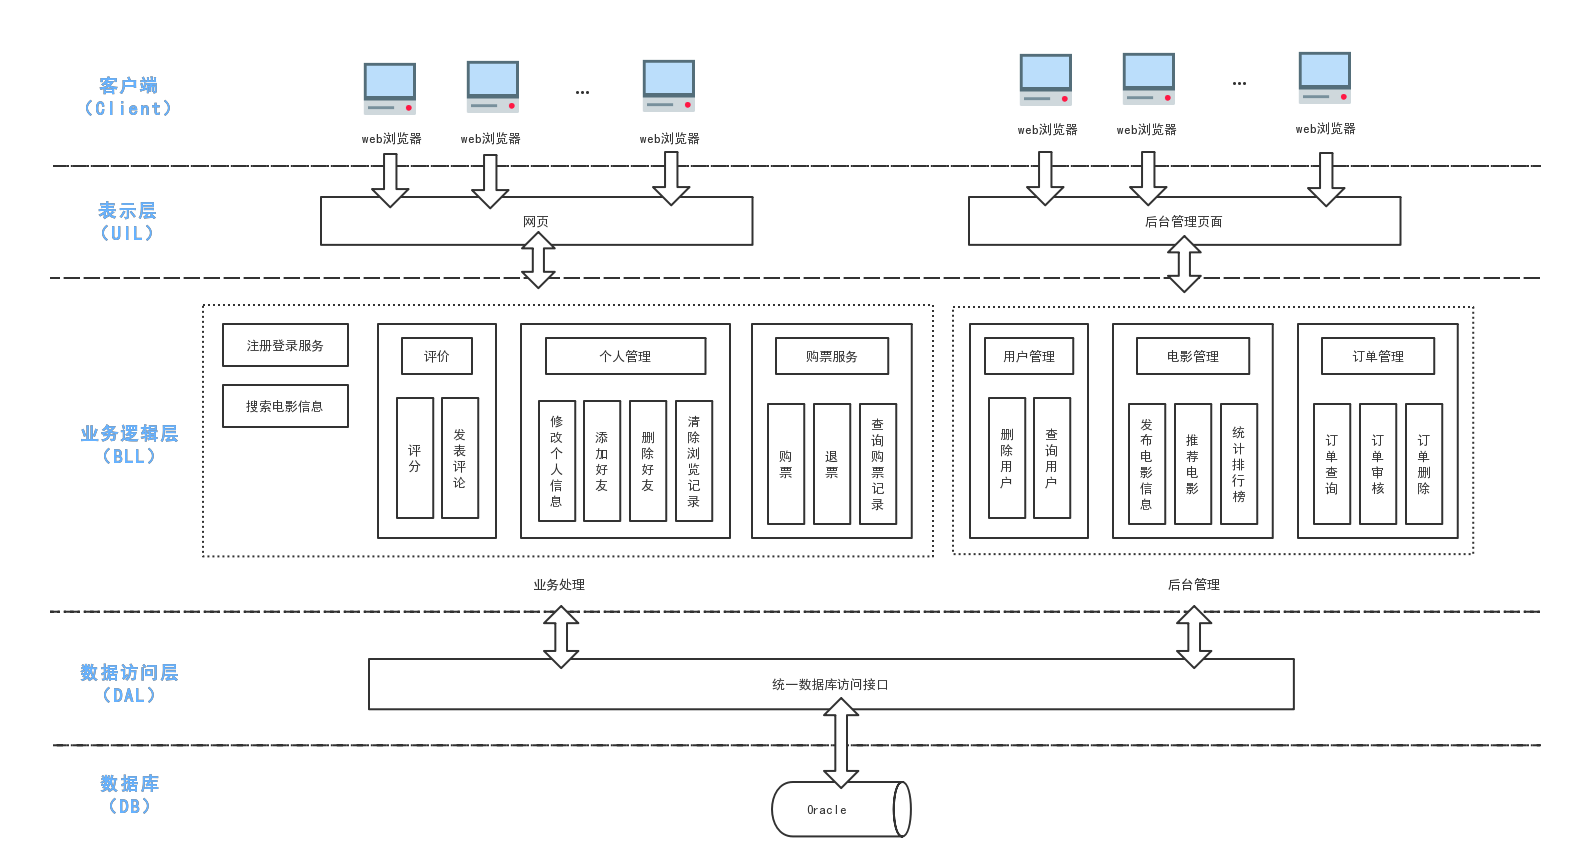 客户端
（Client）
...
...
web浏览器
web浏览器
web浏览器
web浏览器
web浏览器
web浏览器
表示层
（UIL）
网页
后台管理页面
业务逻辑层
（BLL）
注册登录服务
搜索电影信息
评价
评分
发表评论
个人管理
修改个人信息
添加好友
删除好友
清除浏览记录
购票服务
购票
退票
查询购票记录
用户管理
删除用户
查询用户
电影管理
发布电影信息
推荐电影
统计排行榜
订单管理
订单查询
订单审核
订单删除
业务处理
后台管理
数据访问层
（DAL）
统一数据库访问接口
数据库
（DB）
Oracle